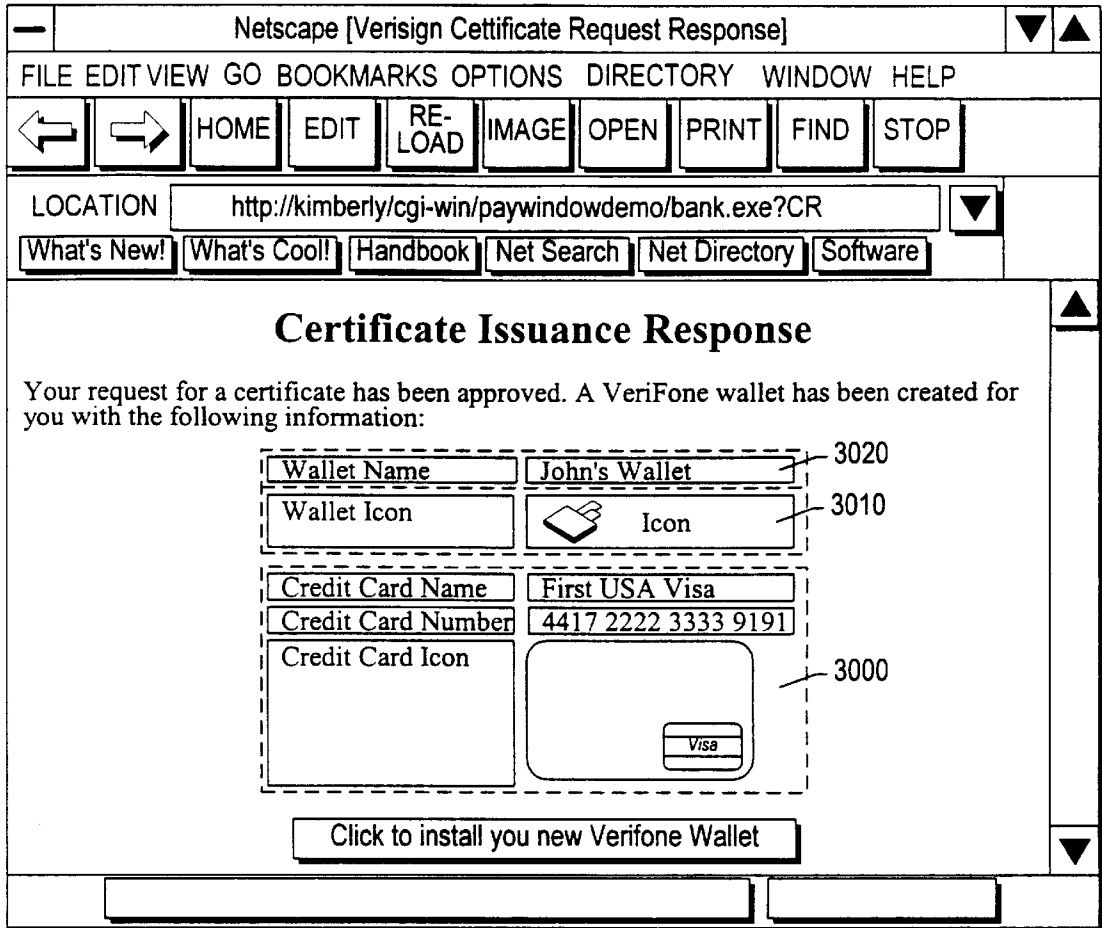 Netscape [Verisign Cettificate Request Response]
FILE EDIT VIEW GO BOOKMARKS OPTIONS DIRECTORY WINDOW HELP
HOME EDIT RE-LOAD IMAGE OPEN PRINT FIND STOP
LOCATION http://kimberly/cgi-win/paywindowdemo/bank.exe?CR
What's New! What's Cool! Handbook Net Search Net Directory Software
Certificate Issuance Response
Your request for a certificate has been approved. A VeriFone wallet has been created for
you with the following information:
Wallet Name John's Wallet 3020
Wallet Icon Icon 3010
Credit Card Name First USA Visa
Credit Card Number 4417 2222 3333 9191
Credit Card Icon 3000
Visa
Click to install you new Verifone Wallet